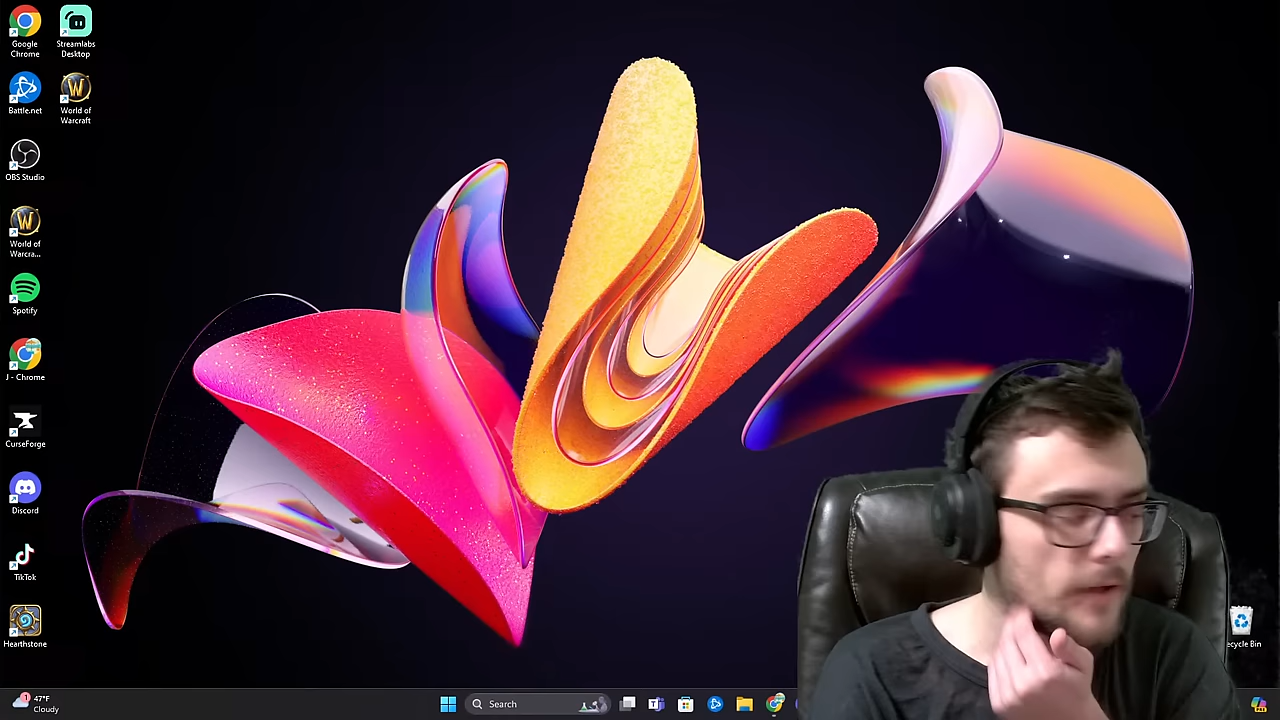 Google
Chrome
Streamlabs
Desktop
Battle.net
World of
Warcraft
OBS Studio
World of
Warcra...
Spotify
J - Chrome
CurseForge
Discord
TikTok
Hearthstone
ecycle Bin
1
47°F
Cloudy
Search